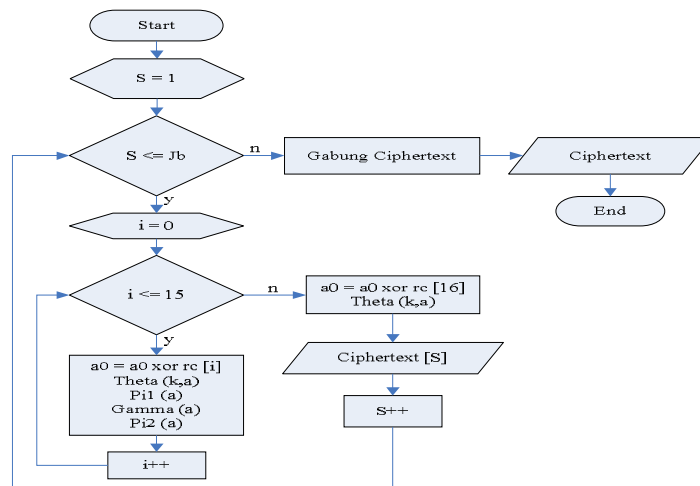 Start
S = 1
S <= Jb
n
Gabung Ciphertext
Ciphertext
End
y
i = 0
i <= 15
n
a0 = a0 xor rc [16]
Theta (k,a)
y
Ciphertext [S]
a0 = a0 xor rc [i]
Theta (k,a)
Pi1 (a)
Gamma (a)
Pi2 (a)
S++
i++